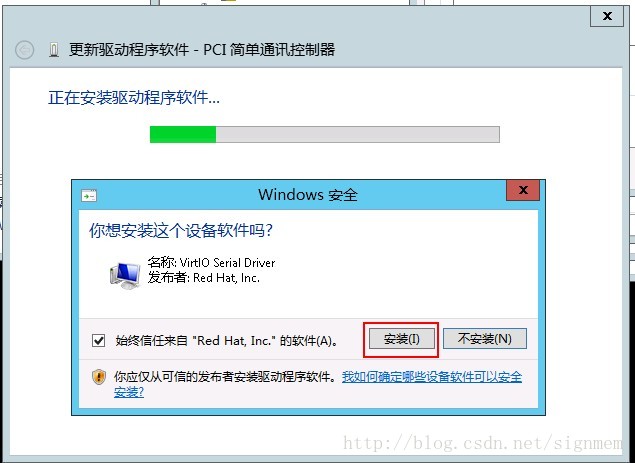 x
更新驱动程序软件 - PCI 简单通讯控制器
正在安装驱动程序软件...
Windows 安全
x
你想安装这个设备软件吗?
名称: VirtIO Serial Driver
发布者: Red Hat, Inc.
始终信任来自 "Red Hat, Inc." 的软件(A)。
安装(I)
不安装(N)
你应仅从可信的发布者安装驱动程序软件。我如何确定哪些设备软件可以安全
安装?
http://blog.csdn.net/signmem